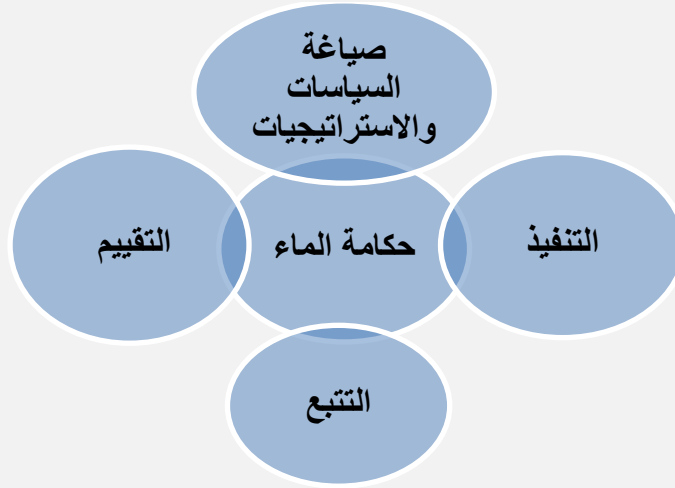 صياغة
السياسات
والاستراتيجيات
التنفيذ
حكامة الماء
التقييم
التتبع